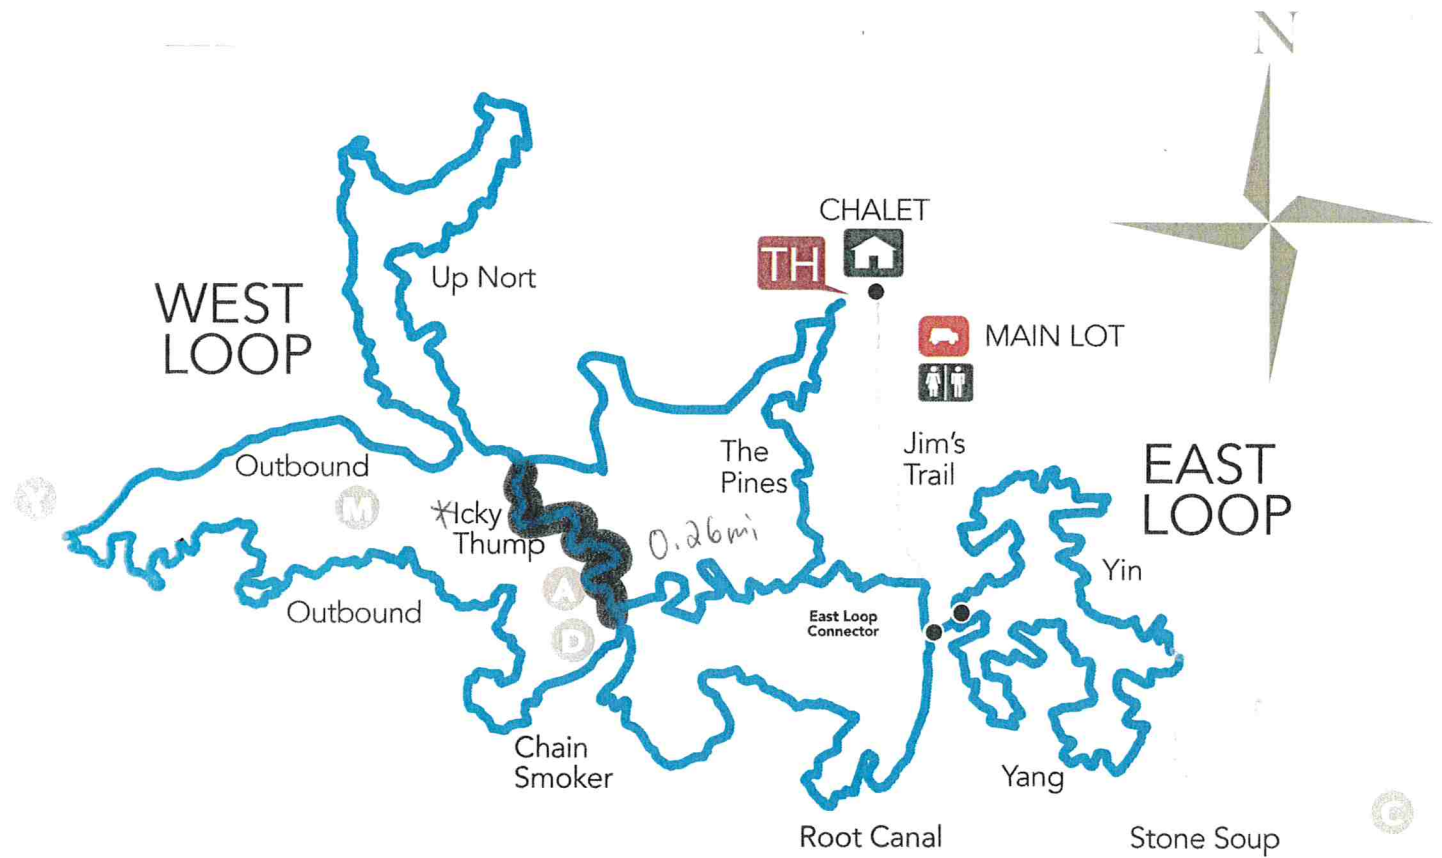 N
CHALET
TH
Up Nort
WEST
LOOP
MAIN LOT
The
Pines
Jim's
Trail
EAST
LOOP
Outbound
Y
M
*Icky
Thump
0.26mi
Yin
A
Outbound
East Loop
Connector
D
Chain
Smoker
Yang
C
Root Canal
Stone Soup